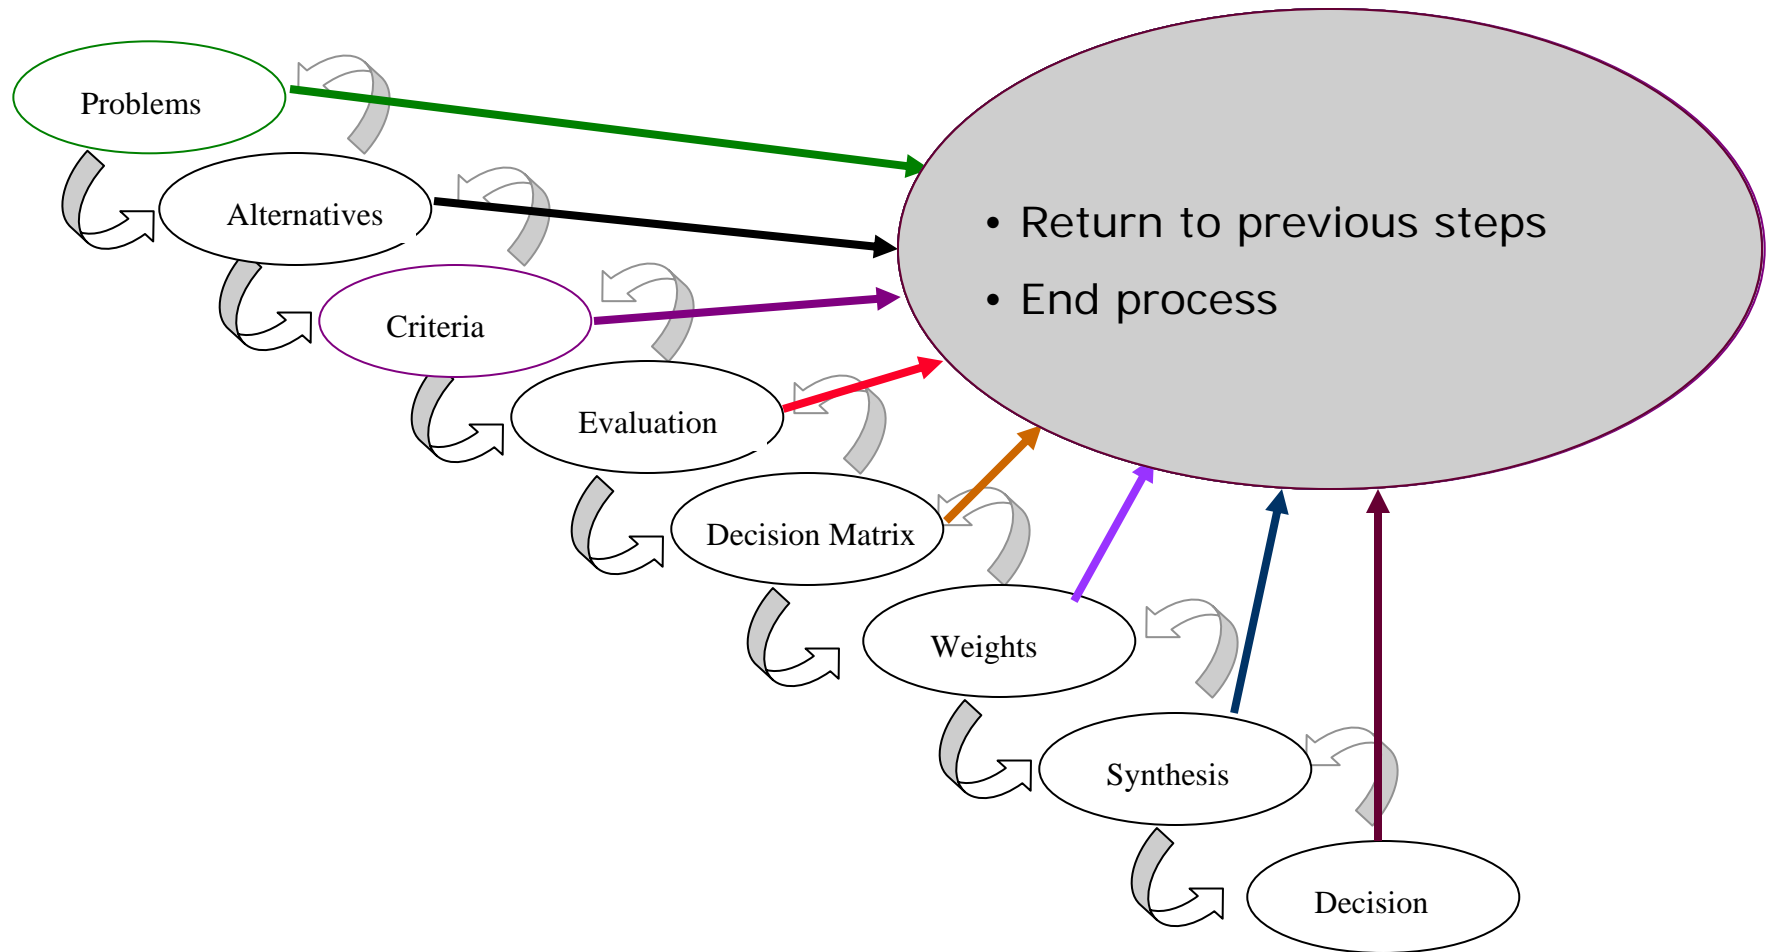 Problems
Alternatives
Criteria
Evaluation
Decision Matrix
Weights
Synthesis
Decision
• Return to previous steps
• End process